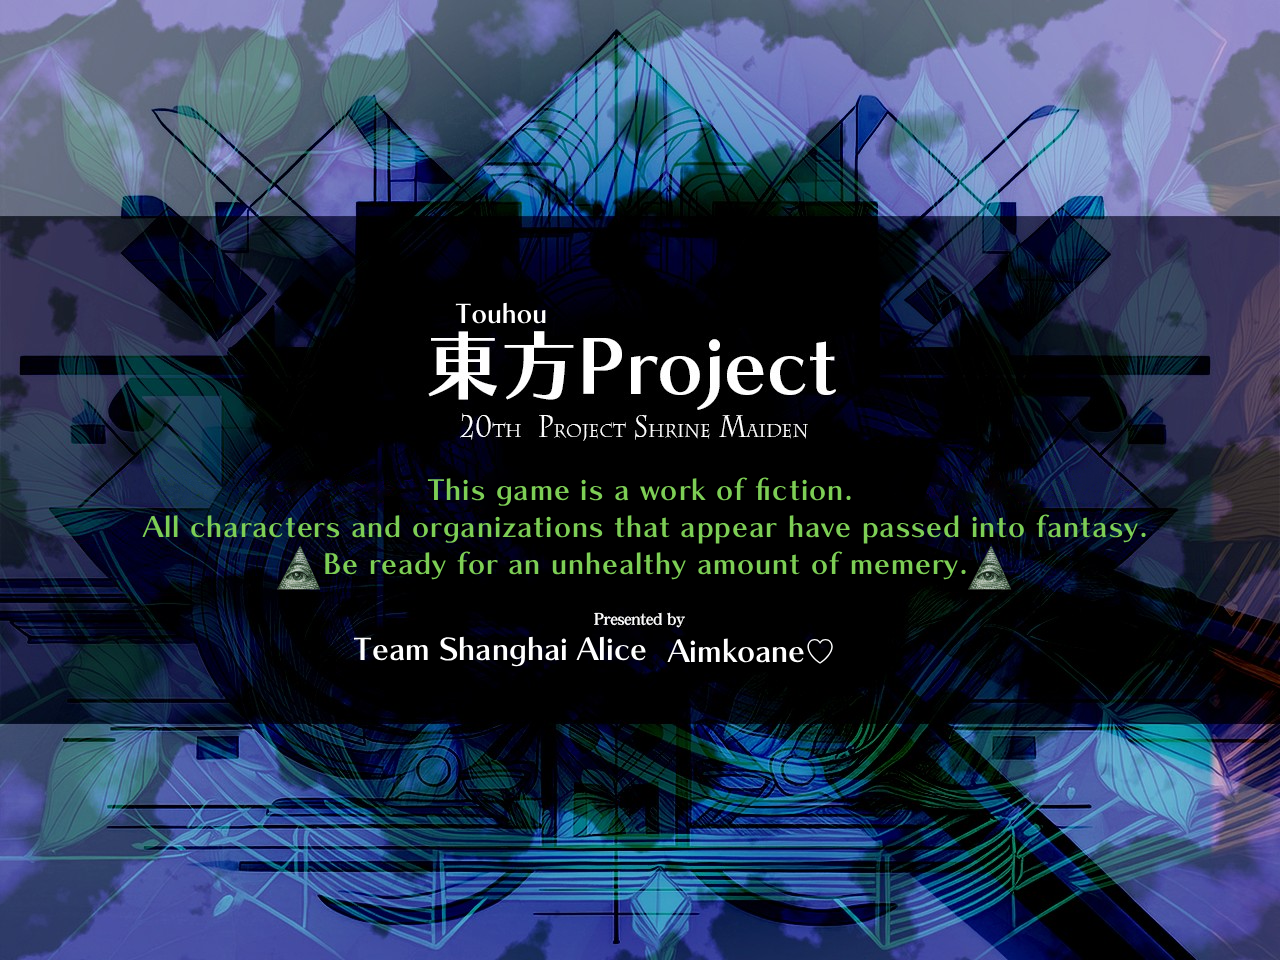 Touhou
東方Project
20th Project Shrine Maiden
This game is a work of fiction.
All characters and organizations that appear have passed into fantasy.
Be ready for an unhealthy amount of memery.
Presented by
Team Shanghai Alice Aimkoane♡